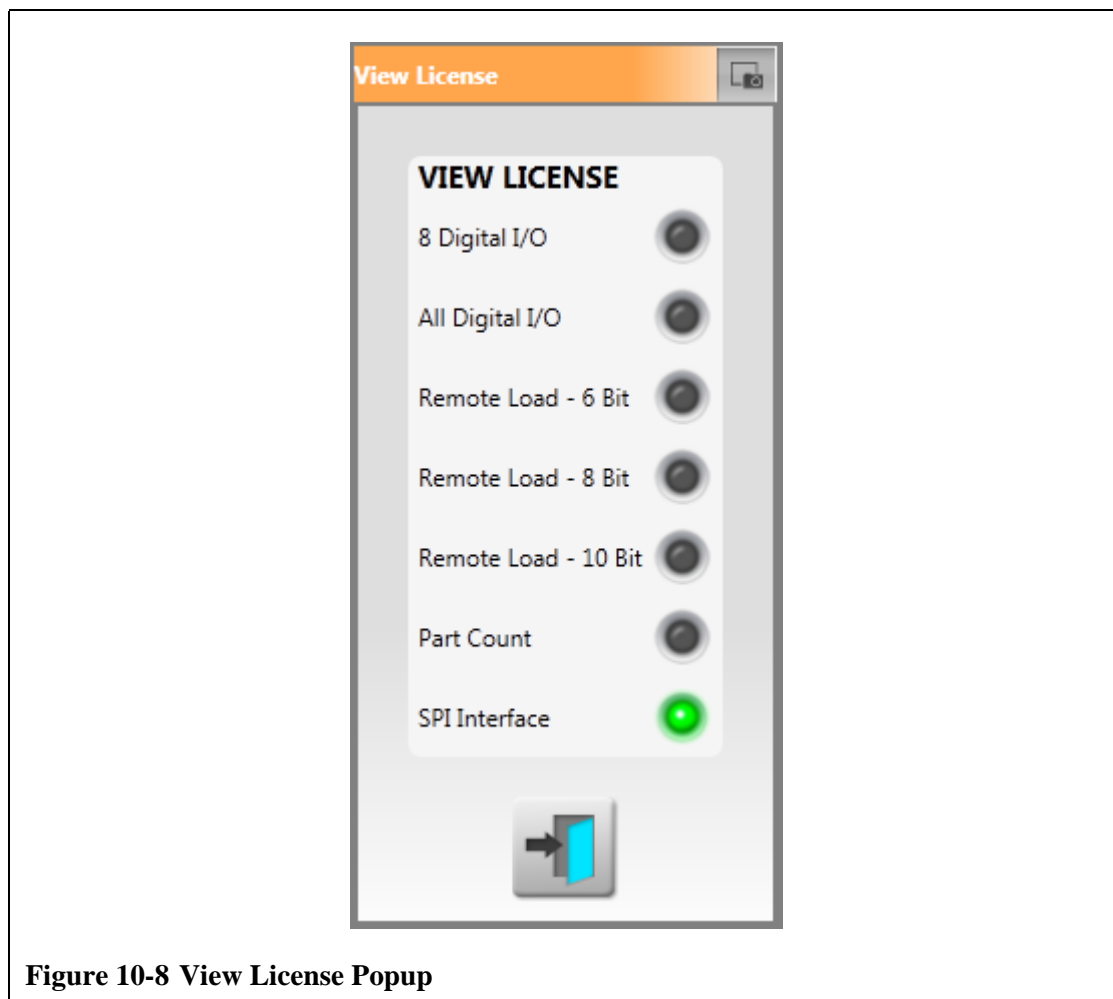 View License
VIEW LICENSE
8 Digital I/O
All Digital I/O
Remote Load - 6 Bit
Remote Load - 8 Bit
Remote Load - 10 Bit
Part Count
SPI Interface
Figure 10-8 View License Popup